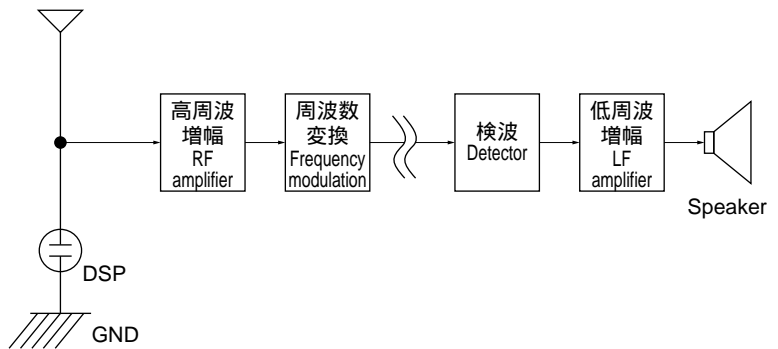 高周波
増幅
RF
amplifier
周波数
変換
Frequency
modulation
検波
Detector
低周波
増幅
LF
amplifier
Speaker
DSP
GND